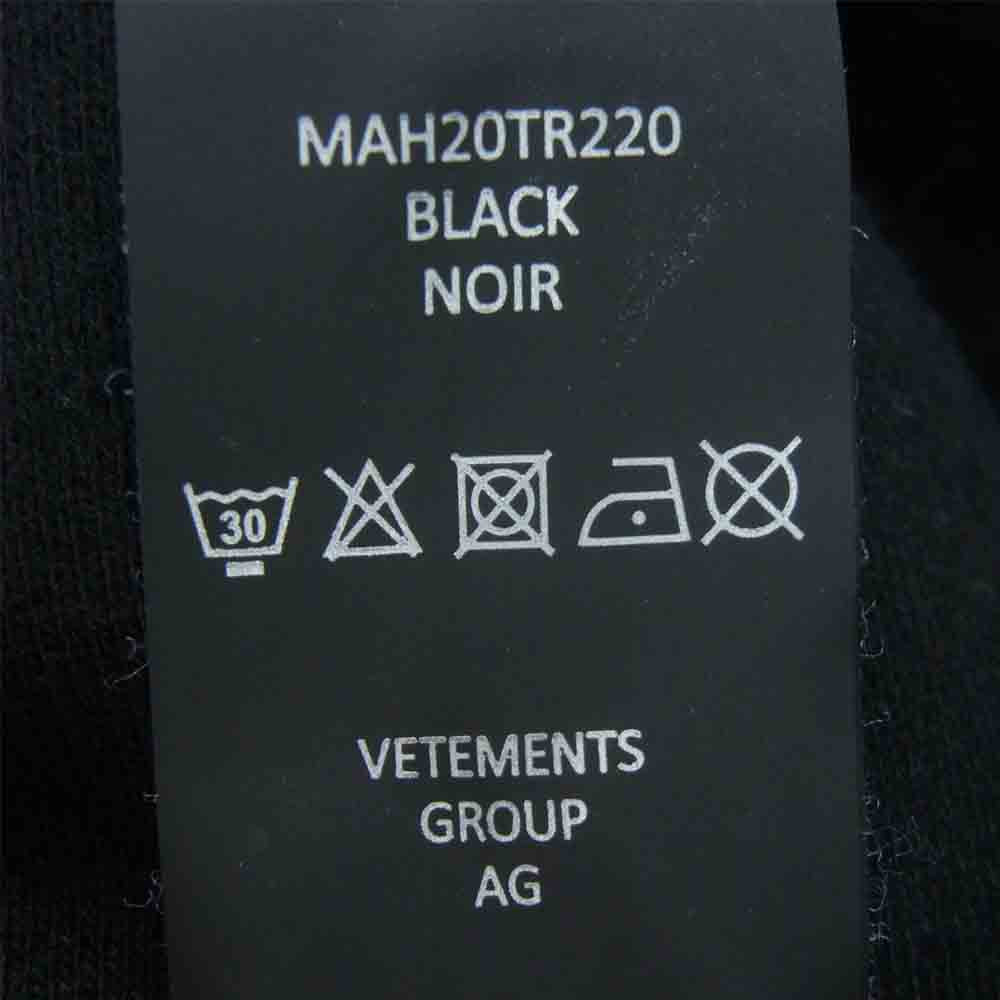 MAH20TR220
BLACK
NOIR
30
VETEMENTS
GROUP
AG